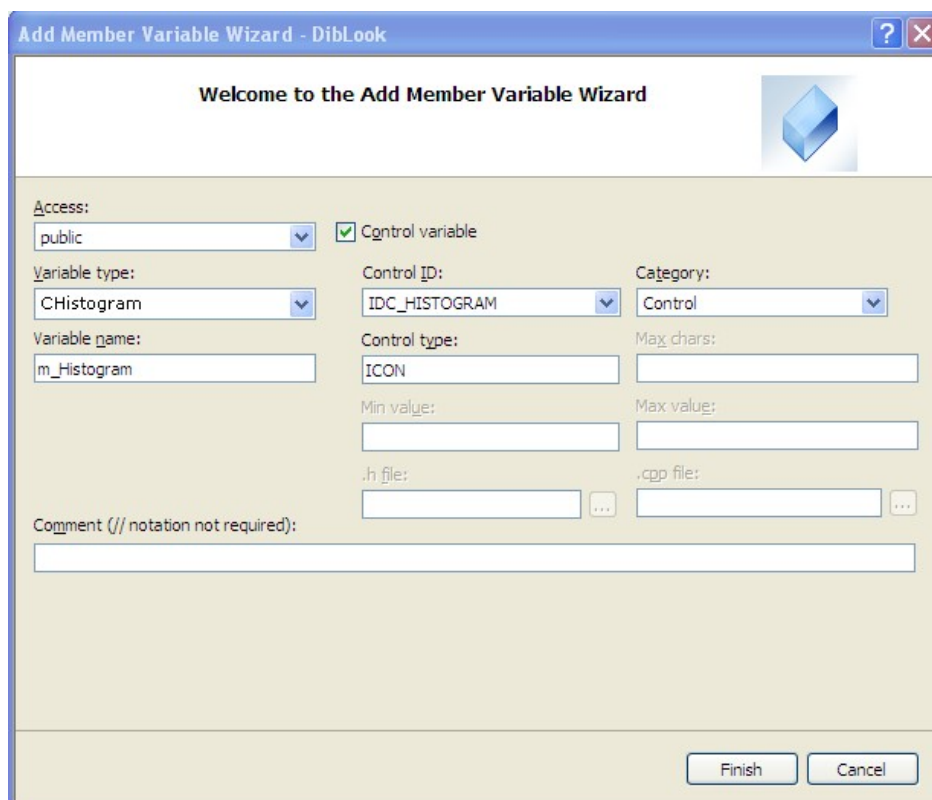 Add Member Variable Wizard - DibLook
Welcome to the Add Member Variable Wizard
Access:
public
Control variable
Variable type:
CHistogram
Control ID:
IDC_HISTOGRAM
Category:
Control
Variable name:
m_Histogram
Control type:
ICON
Max chars:
Min value:
Max value:
.h file:
...
.cpp file:
...
Comment (// notation not required):
Finish
Cancel